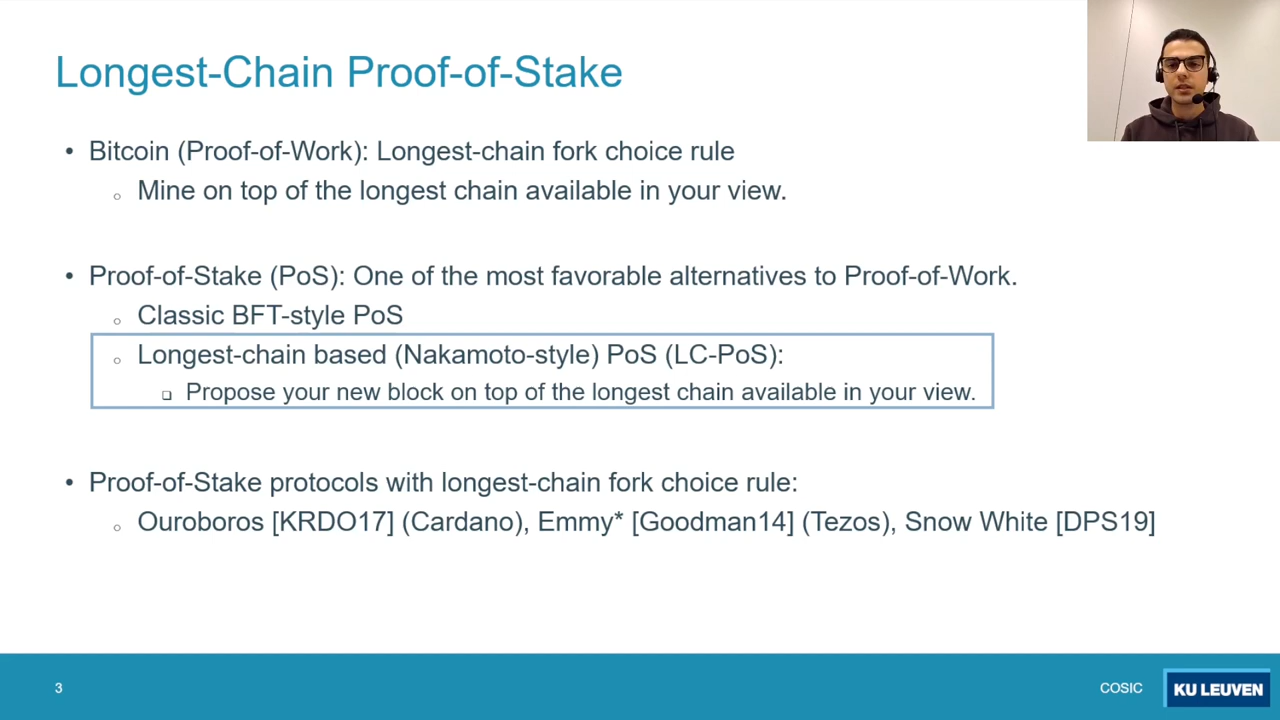 Longest-Chain Proof-of-Stake
• Bitcoin (Proof-of-Work): Longest-chain fork choice rule
○ Mine on top of the longest chain available in your view.
• Proof-of-Stake (PoS): One of the most favorable alternatives to Proof-of-Work.
○ Classic BFT-style PoS
○ Longest-chain based (Nakamoto-style) PoS (LC-PoS):
❑ Propose your new block on top of the longest chain available in your view.
• Proof-of-Stake protocols with longest-chain fork choice rule:
○ Ouroboros [KRDO17] (Cardano), Emmy* [Goodman14] (Tezos), Snow White [DPS19]
3
COSIC
KU LEUVEN